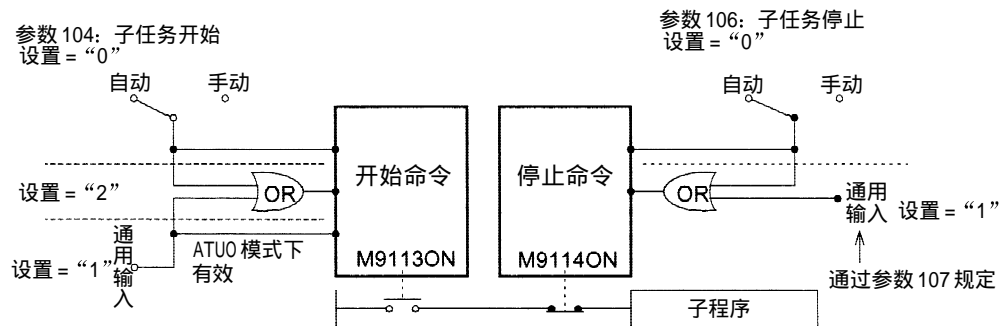 参数 104：子任务开始
设置 = “0”
自动
手动
参数 106：子任务停止
设置 = “0”
自动
手动
开始命令
停止命令
设置 = “2”
OR
OR
通用
输入
设置 = “1”
通用输入
设置 = “1”
ATUO 模式下
有效
M9113ON
M9114ON
通过参数 107 规定
子程序